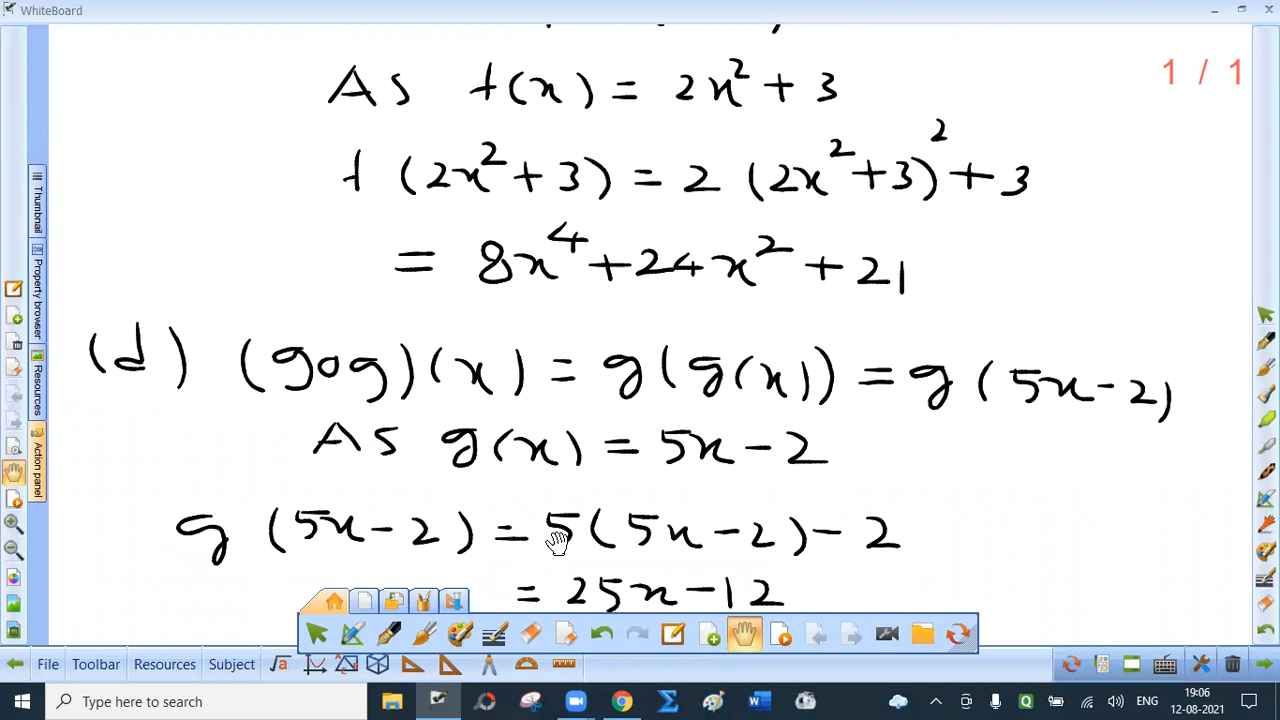 WhiteBoard
1 / 1
As f(x) = 2x² + 3
f(2x² + 3) = 2(2x² + 3)² + 3
= 8x⁴ + 24x² + 21
(d) (gog)(x) = g(g(x)) = g(5x - 2)
As g(x) = 5x - 2
g(5x - 2) = 5(5x - 2) - 2
= 25x - 12
Thumbnail
Property browser
Resources
Action panel
File Toolbar Resources Subject
Type here to search
ENG
19:06
12-08-2021